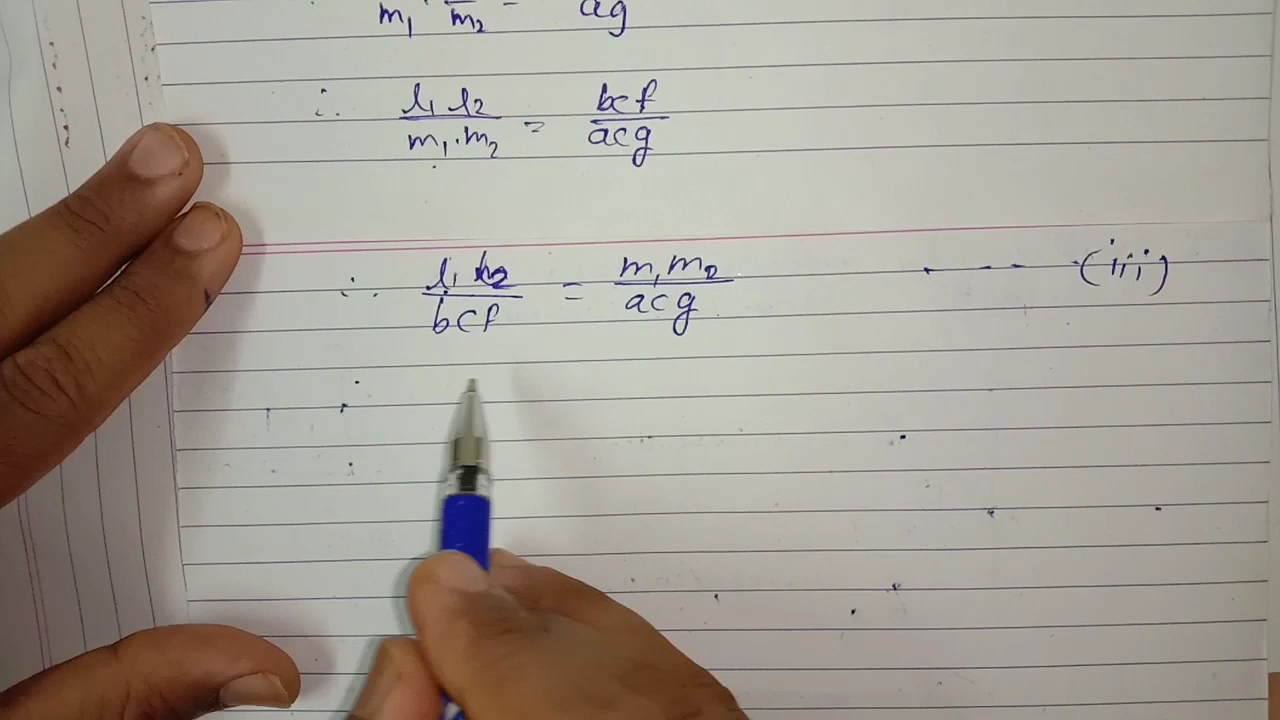 m₁ · m₂ = ag
∴ l₁ l₂ / m₁.m₂ = bcf / acg
∴ l₁ l₂ / bcf = m₁m₂ / acg ---- (iii)